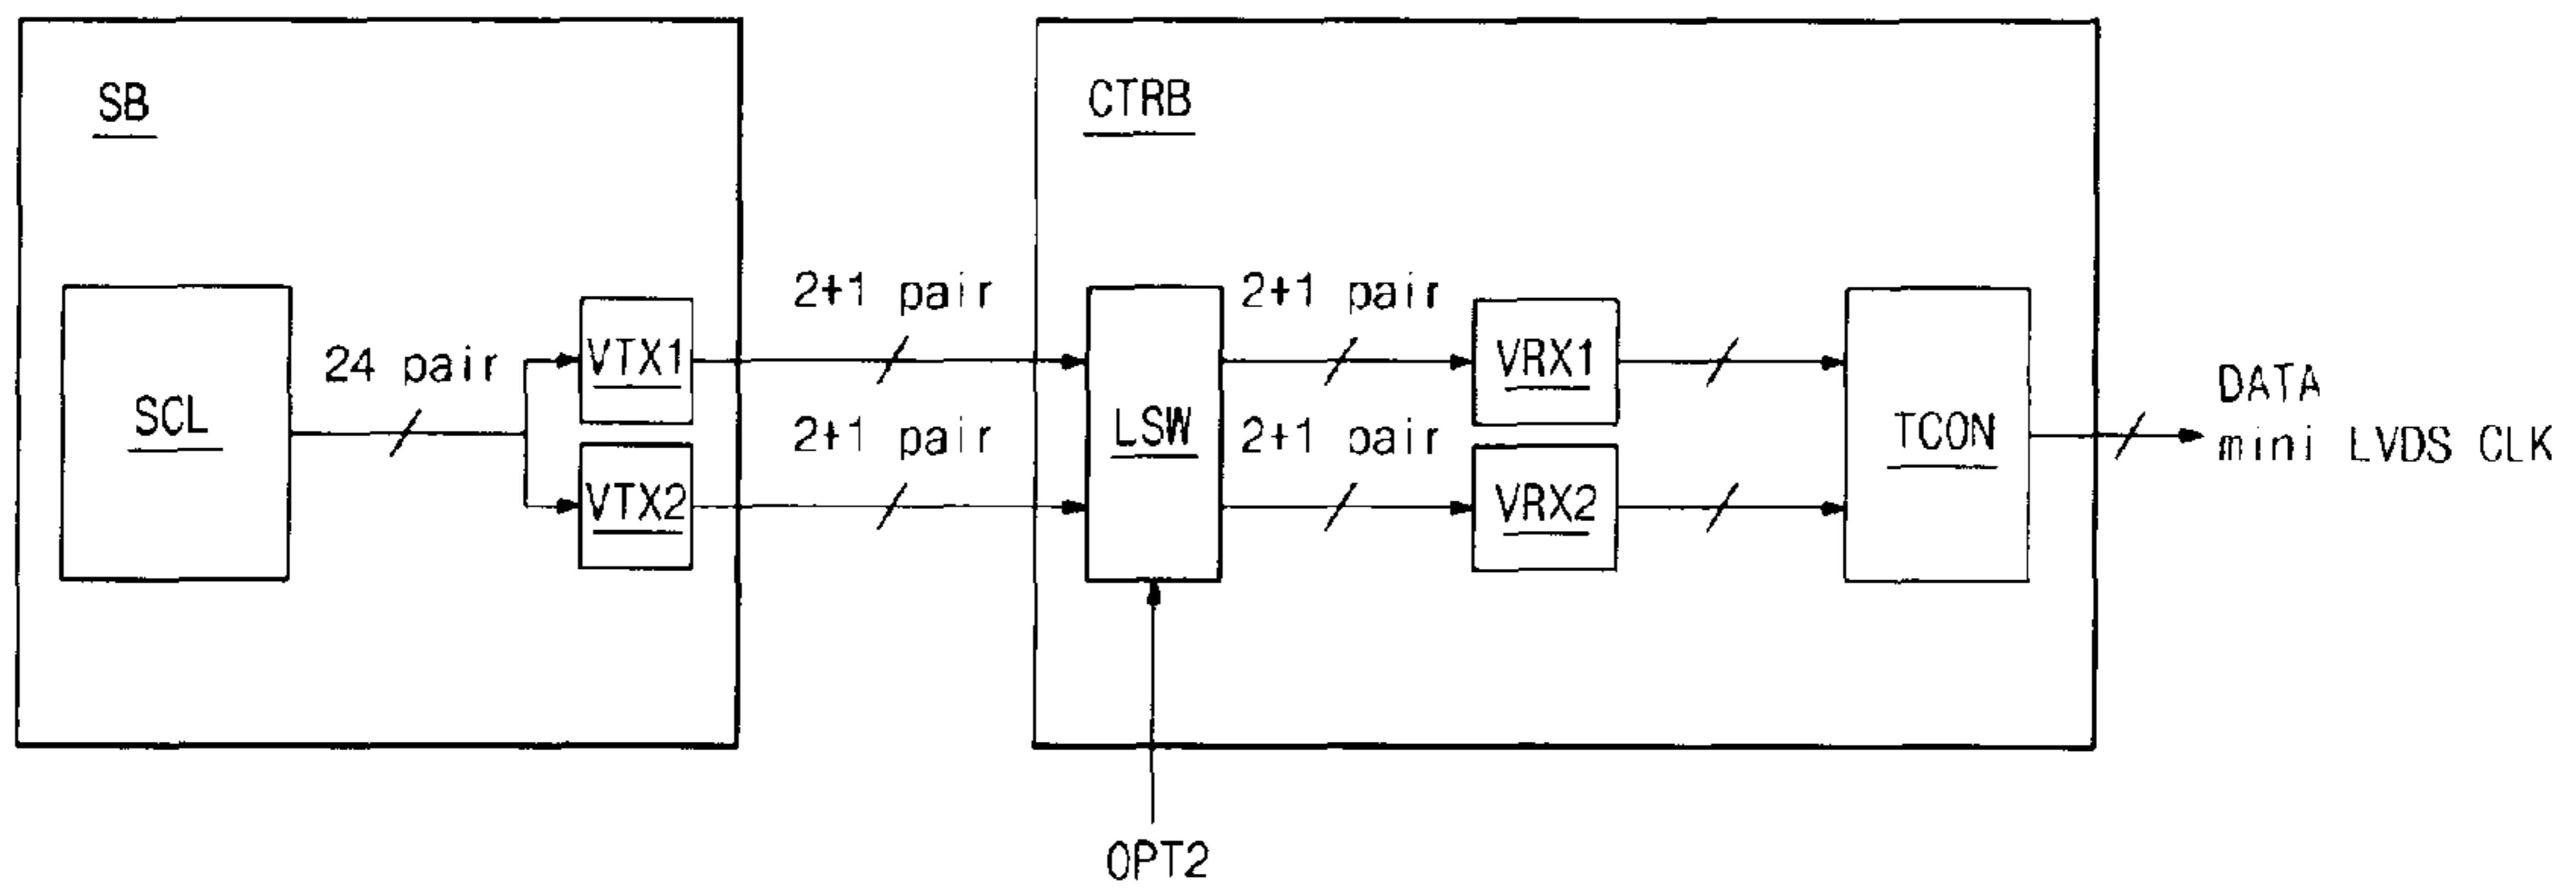 SB
CTRB
2+1 pair
2+1 pair
24 pair
VTX1
VRX1
DATA
SCL
LSW
TCON
mini LVDS CLK
2+1 pair
2+1 pair
VTX2
VRX2
OPT2